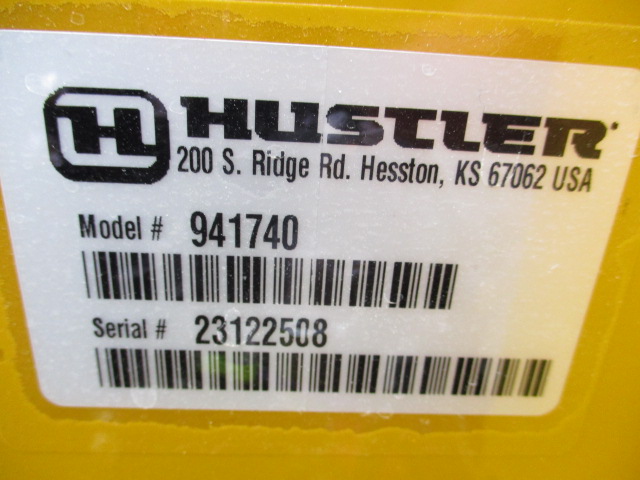 H HUSTLER
200 S. Ridge Rd. Hesston, KS 67062 USA
Model # 941740
Serial # 23122508